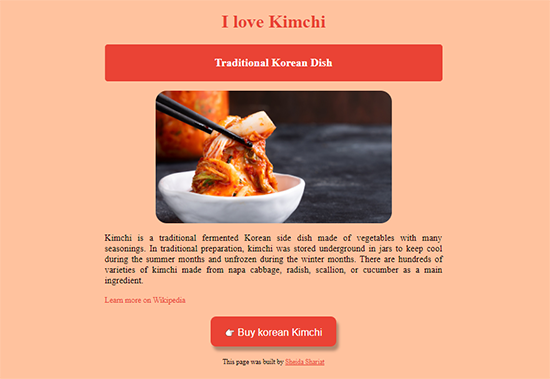 I love Kimchi
Traditional Korean Dish
Kimchi is a traditional fermented Korean side dish made of vegetables with many
seasonings. In traditional preparation, kimchi was stored underground in jars to keep cool
during the summer months and unfrozen during the winter months. There are hundreds of
varieties of kimchi made from napa cabbage, radish, scallion, or cucumber as a main
ingredient.
Learn more on Wikipedia
Buy korean Kimchi
This page was built by Sheida Shariat